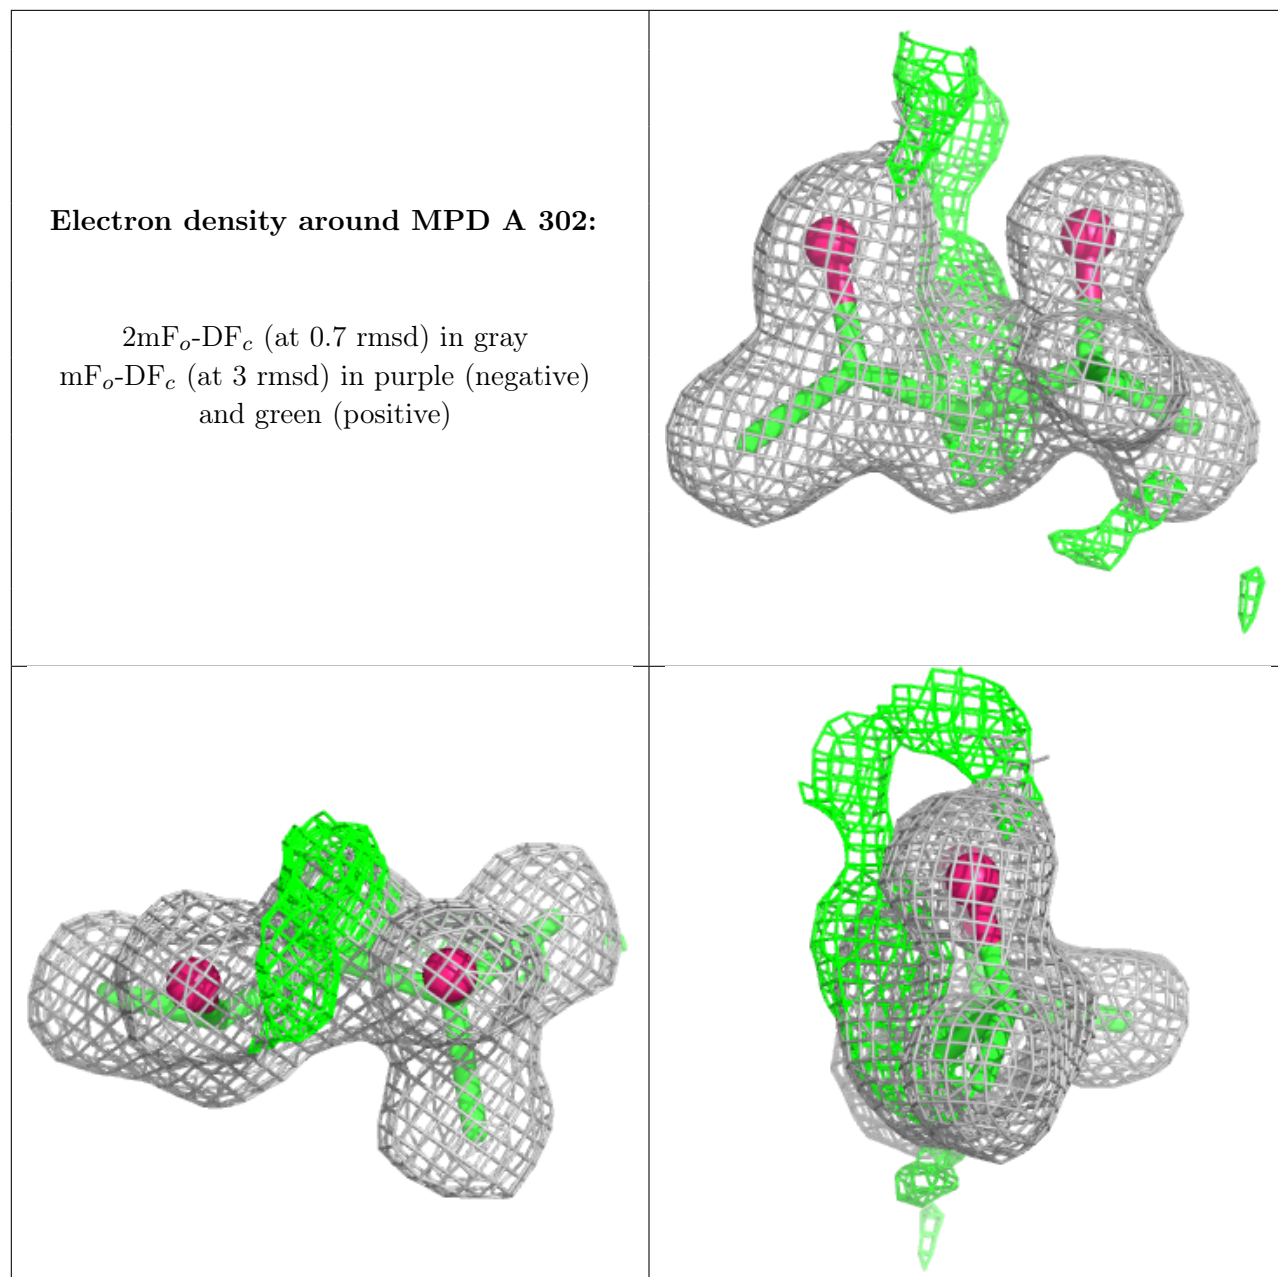 Electron density around MPD A 302:
2mFo-DFc (at 0.7 rmsd) in gray
mFo-DFc (at 3 rmsd) in purple (negative)
and green (positive)